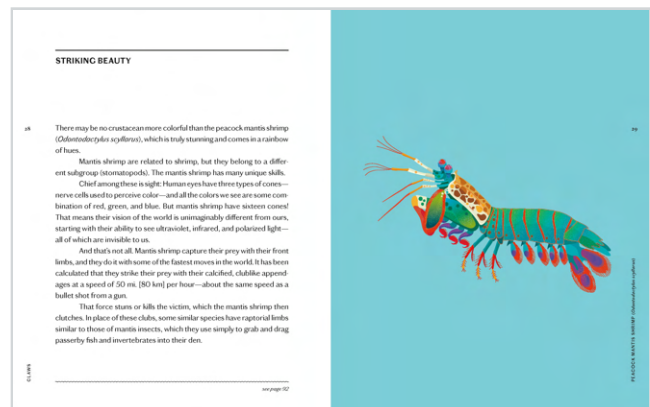 STRIKING BEAUTY
28
There may be no crustacean more colorful than the peacock mantis shrimp
(Odontodactylus scyllarus), which is truly stunning and comes in a rainbow
of hues.
Mantis shrimp are related to shrimp, but they belong to a differ-
ent subgroup (stomatopods). The mantis shrimp has many unique skills.
Chief among these is sight: Human eyes have three types of cones—
nerve cells used to perceive color—and all the colors we see are some com-
bination of red, green, and blue. But mantis shrimp have sixteen cones!
That means their vision of the world is unimaginably different from ours,
starting with their ability to see ultraviolet, infrared, and polarized light—
all of which are invisible to us.
And that's not all. Mantis shrimp capture their prey with their front
limbs, and they do it with some of the fastest moves in the world. It has been
calculated that they strike their prey with their calcified, clublike append-
ages at a speed of 50 mi. [80 km] per hour—about the same speed as a
bullet shot from a gun.
That force stuns or kills the victim, which the mantis shrimp then
clutches. In place of these clubs, some similar species have raptorial limbs
similar to those of mantis insects, which they use simply to grab and drag
passerby fish and invertebrates into their den.
CLAWS
see page 112
29
PEACOCK MANTIS SHRIMP (Odontodactylus scyllarus)